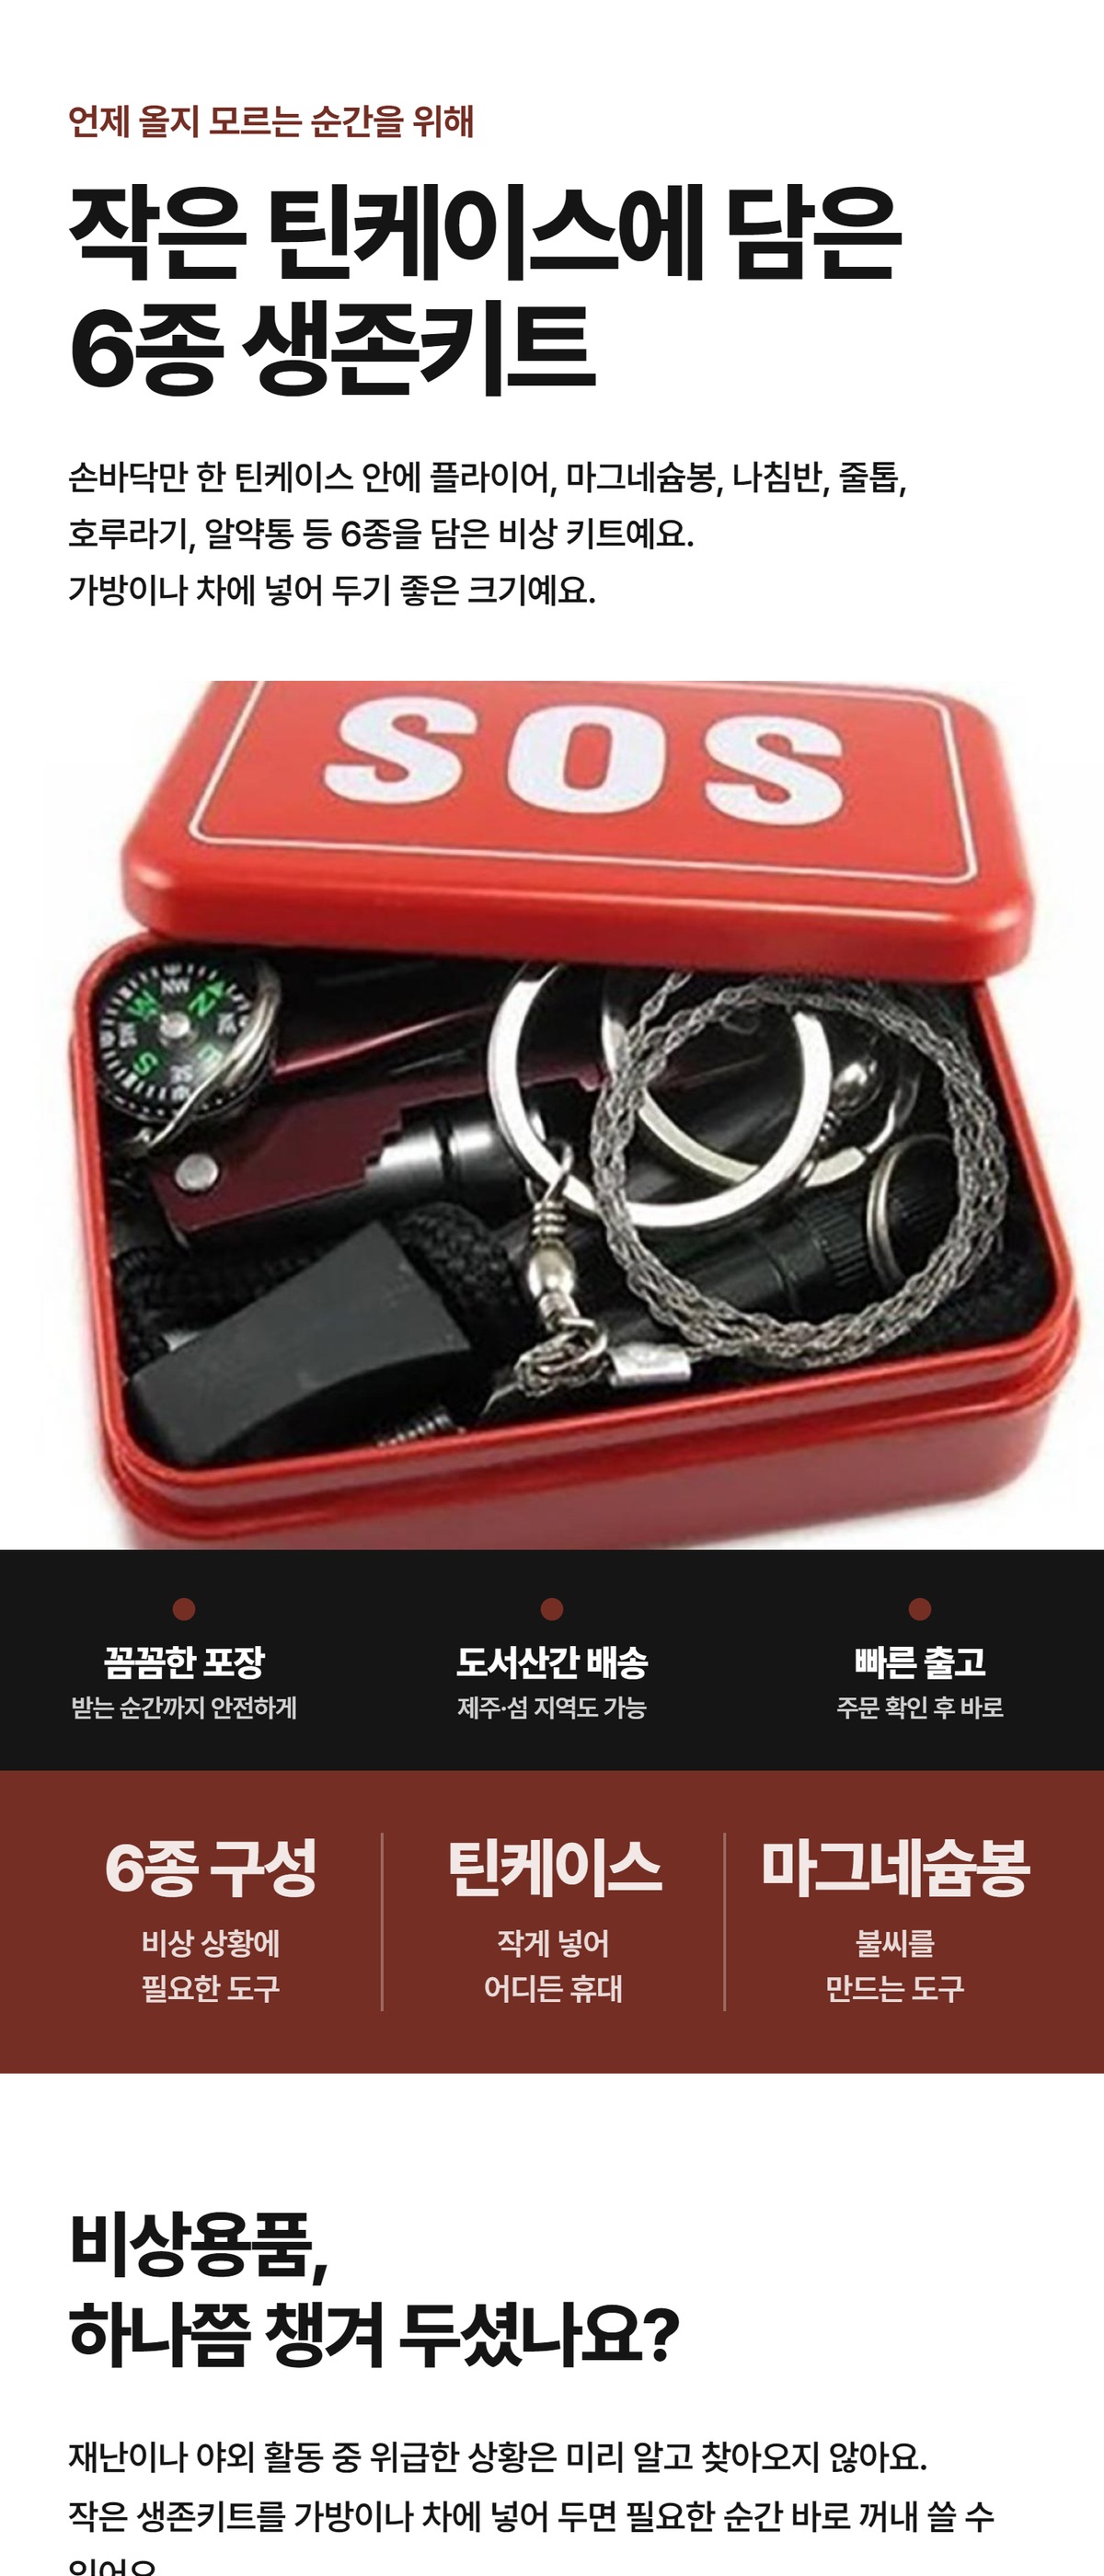 언제 올지 모르는 순간을 위해
작은 틴케이스에 담은
6종 생존키트
손바닥만 한 틴케이스 안에 플라이어, 마그네슘봉, 나침반, 줄톱,
호루라기, 알약통 등 6종을 담은 비상 키트예요.
가방이나 차에 넣어 두기 좋은 크기예요.
SOS
NW
N
S
SE
꼼꼼한 포장
받는 순간까지 안전하게
도서산간 배송
제주·섬 지역도 가능
빠른 출고
주문 확인 후 바로
6종 구성
비상 상황에
필요한 도구
틴케이스
작게 넣어
어디든 휴대
마그네슘봉
불씨를
만드는 도구
비상용품,
하나쯤 챙겨 두셨나요?
재난이나 야외 활동 중 위급한 상황은 미리 알고 찾아오지 않아요.
작은 생존키트를 가방이나 차에 넣어 두면 필요한 순간 바로 꺼내 쓸 수